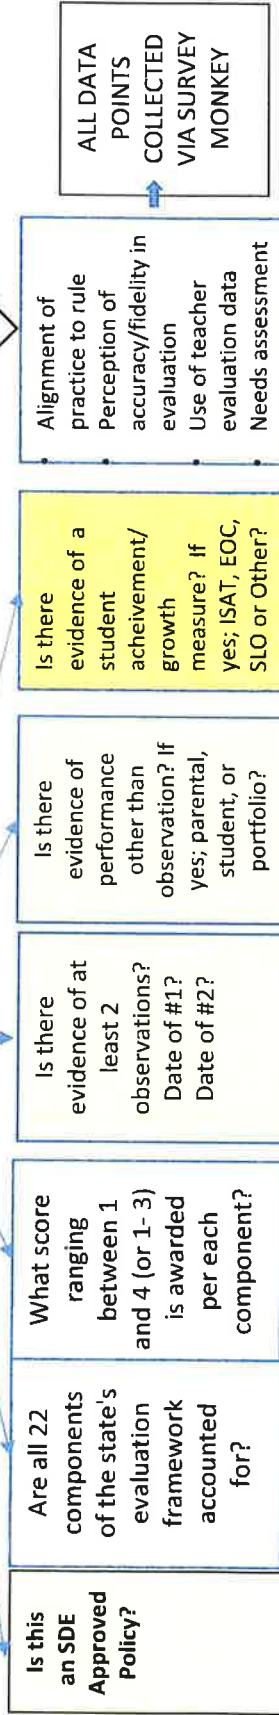 Is this
an SDE
Approved
Policy?
Are all 22
components
of the state's
evaluation
framework
accounted
for?
What score
ranging
between 1
and 4 (or 1- 3)
is awarded
per each
component?
Is there
evidence of at
least 2
observations?
Date of #1?
Date of #2?
Is there
evidence of
performance
other than
observation? If
yes; parental,
student, or
portfolio?
Is there
evidence of a
student
acheivement/
growth
measure? If
yes; ISAT, EOC,
SLO or Other?
• Alignment of
practice to rule
• Perception of
accuracy/fidelity in
evaluation
• Use of teacher
evaluation data
• Needs assessment
ALL DATA
POINTS
COLLECTED
VIA SURVEY
MONKEY